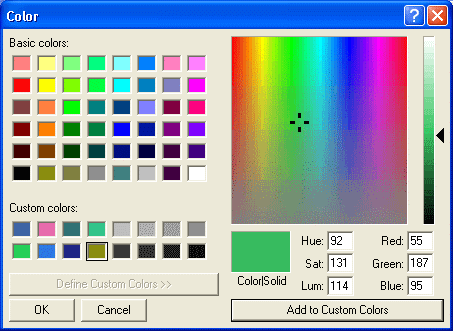 Color
Basic colors:
Custom colors:
Define Custom Colors >>
OK Cancel
Color|Solid
Hue: 92 Red: 55
Sat: 131 Green: 187
Lum: 114 Blue: 95
Add to Custom Colors